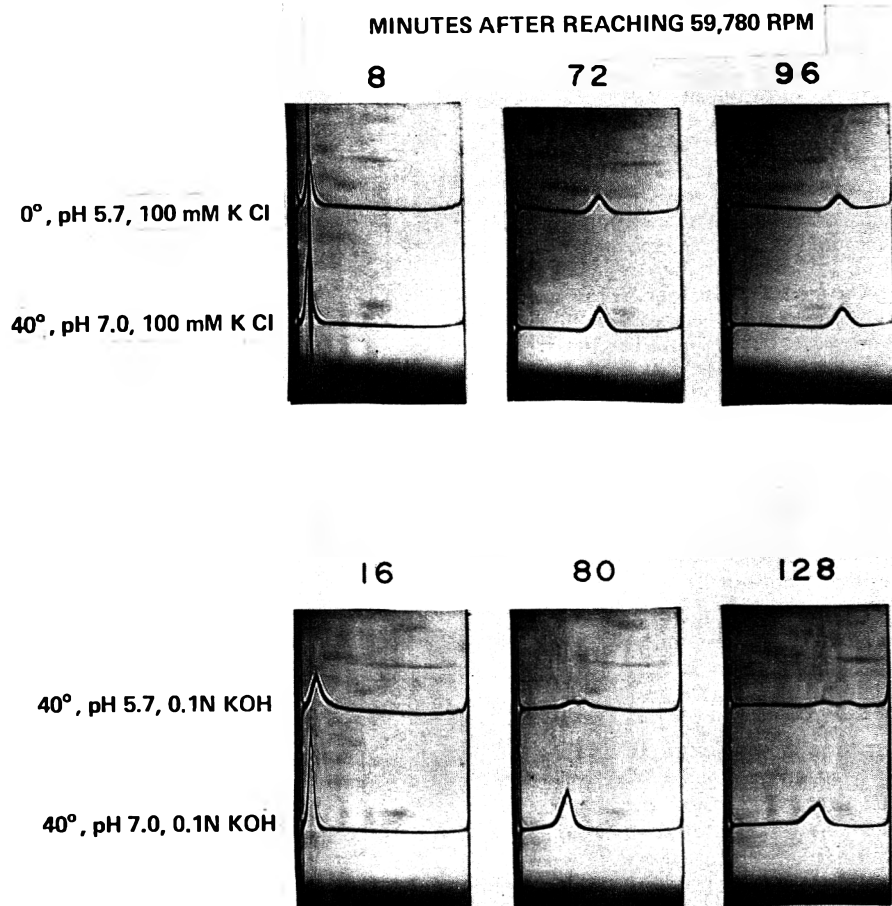 MINUTES AFTER REACHING 59,780 RPM
8 72 96
0°, pH 5.7, 100 mM K Cl
40°, pH 7.0, 100 mM K Cl
16 80 128
40°, pH 5.7, 0.1N KOH
40°, pH 7.0, 0.1N KOH